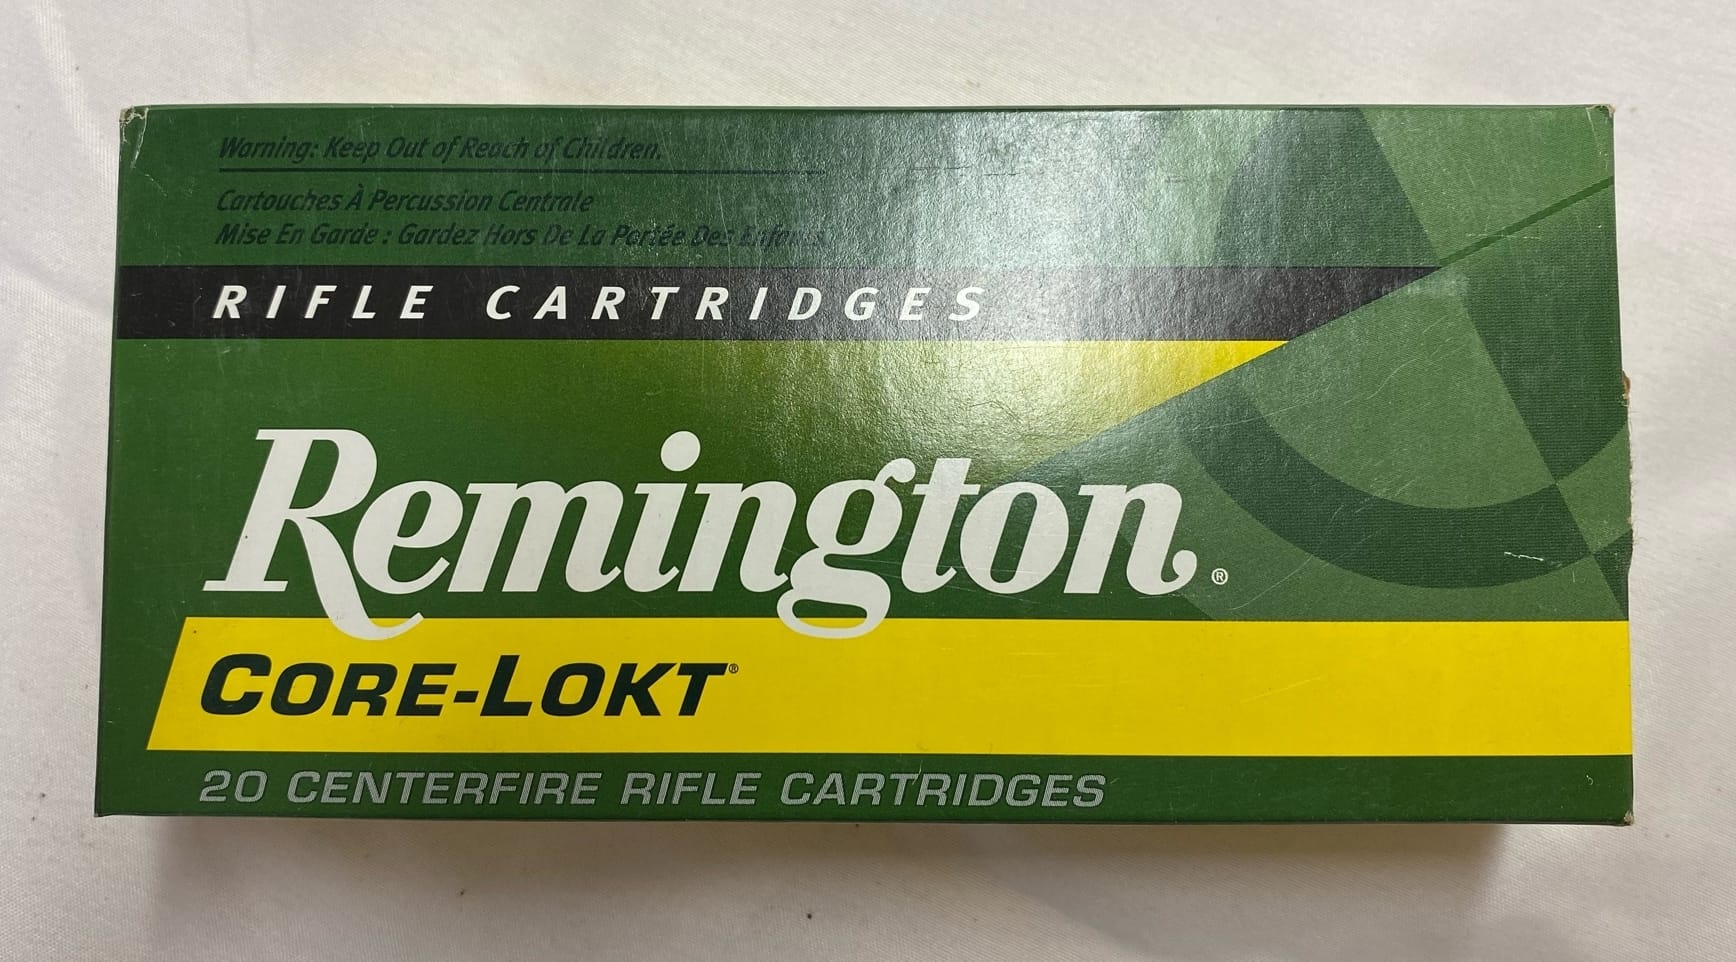 Warning: Keep Out of Reach of Children.
Cartouches À Percussion Centrale
Mise En Garde : Gardez Hors De La Portée Des Enfants.
RIFLE CARTRIDGES
Remington®
CORE-LOKT®
20 CENTERFIRE RIFLE CARTRIDGES